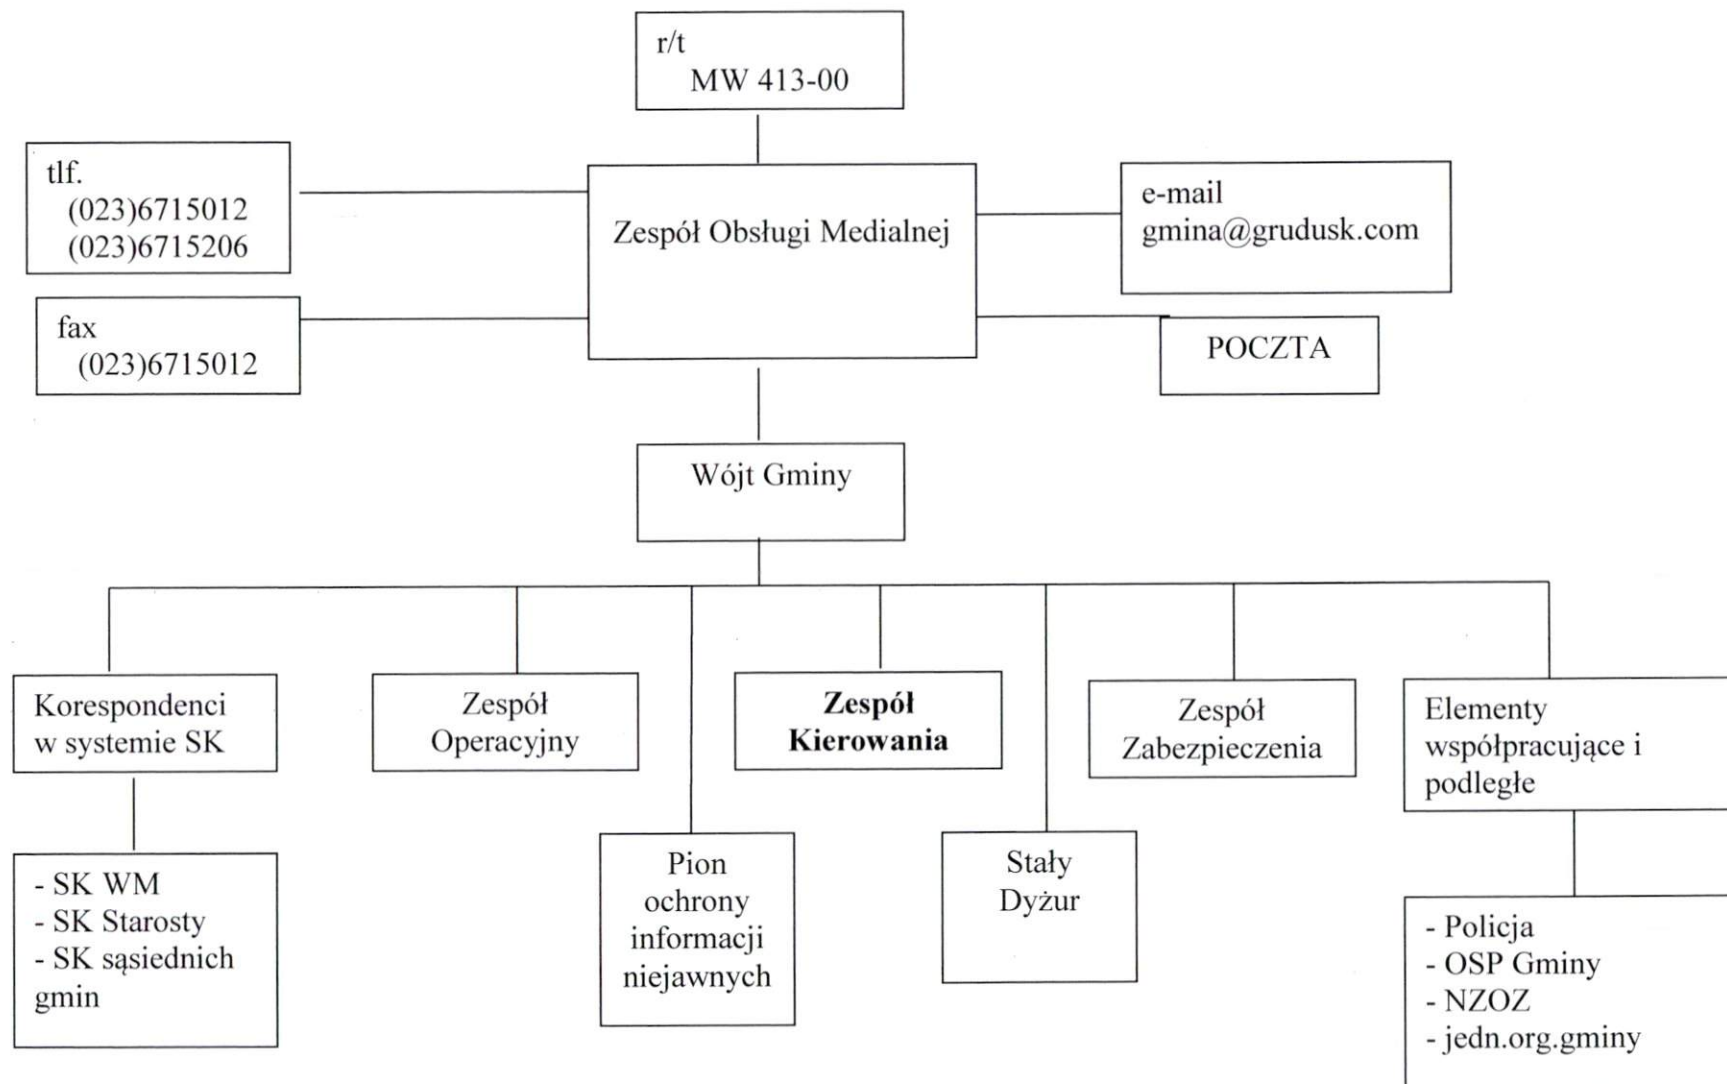 r/t
MW 413-00
tlf.
(023)6715012
(023)6715206
Zespół Obsługi Medialnej
e-mail
gmina@grudusk.com
fax
(023)6715012
POCZTA
Wójt Gminy
Korespondenci
w systemie SK
Zespół
Operacyjny
Zespół
Kierowania
Zespół
Zabezpieczenia
Elementy
współpracujące i
podległe
- SK WM
- SK Starosty
- SK sąsiednich
gmin
Pion
ochrony
informacji
niejawnych
Stały
Dyżur
- Policja
- OSP Gminy
- NZOZ
- jedn.org.gminy